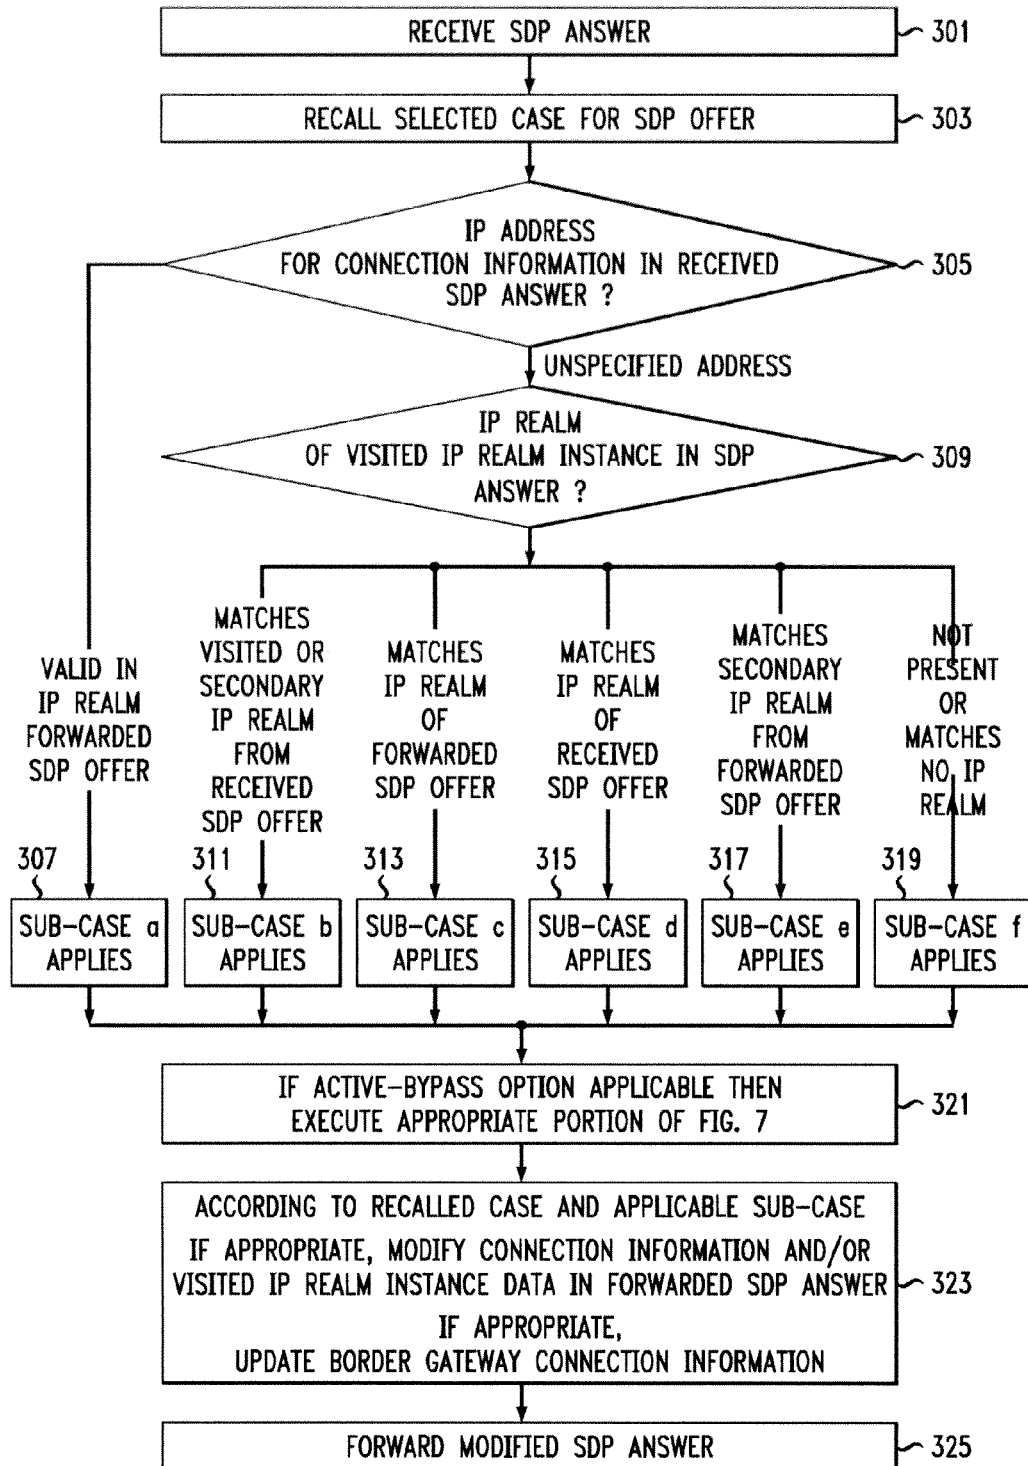 RECEIVE SDP ANSWER
301
RECALL SELECTED CASE FOR SDP OFFER
303
IP ADDRESS
FOR CONNECTION INFORMATION IN RECEIVED
SDP ANSWER ?
305
UNSPECIFIED ADDRESS
IP REALM
OF VISITED IP REALM INSTANCE IN SDP
ANSWER ?
309
VALID IN
IP REALM
FORWARDED
SDP OFFER
MATCHES
VISITED OR
SECONDARY
IP REALM
FROM
RECEIVED
SDP OFFER
MATCHES
IP REALM
OF
FORWARDED
SDP OFFER
MATCHES
IP REALM
OF
RECEIVED
SDP OFFER
MATCHES
SECONDARY
IP REALM
FROM
FORWARDED
SDP OFFER
NOT
PRESENT
OR
MATCHES
NO IP
REALM
307
SUB-CASE a
APPLIES
311
SUB-CASE b
APPLIES
313
SUB-CASE c
APPLIES
315
SUB-CASE d
APPLIES
317
SUB-CASE e
APPLIES
319
SUB-CASE f
APPLIES
IF ACTIVE-BYPASS OPTION APPLICABLE THEN
EXECUTE APPROPRIATE PORTION OF FIG. 7
321
ACCORDING TO RECALLED CASE AND APPLICABLE SUB-CASE
IF APPROPRIATE, MODIFY CONNECTION INFORMATION AND/OR
VISITED IP REALM INSTANCE DATA IN FORWARDED SDP ANSWER
IF APPROPRIATE,
UPDATE BORDER GATEWAY CONNECTION INFORMATION
323
FORWARD MODIFIED SDP ANSWER
325